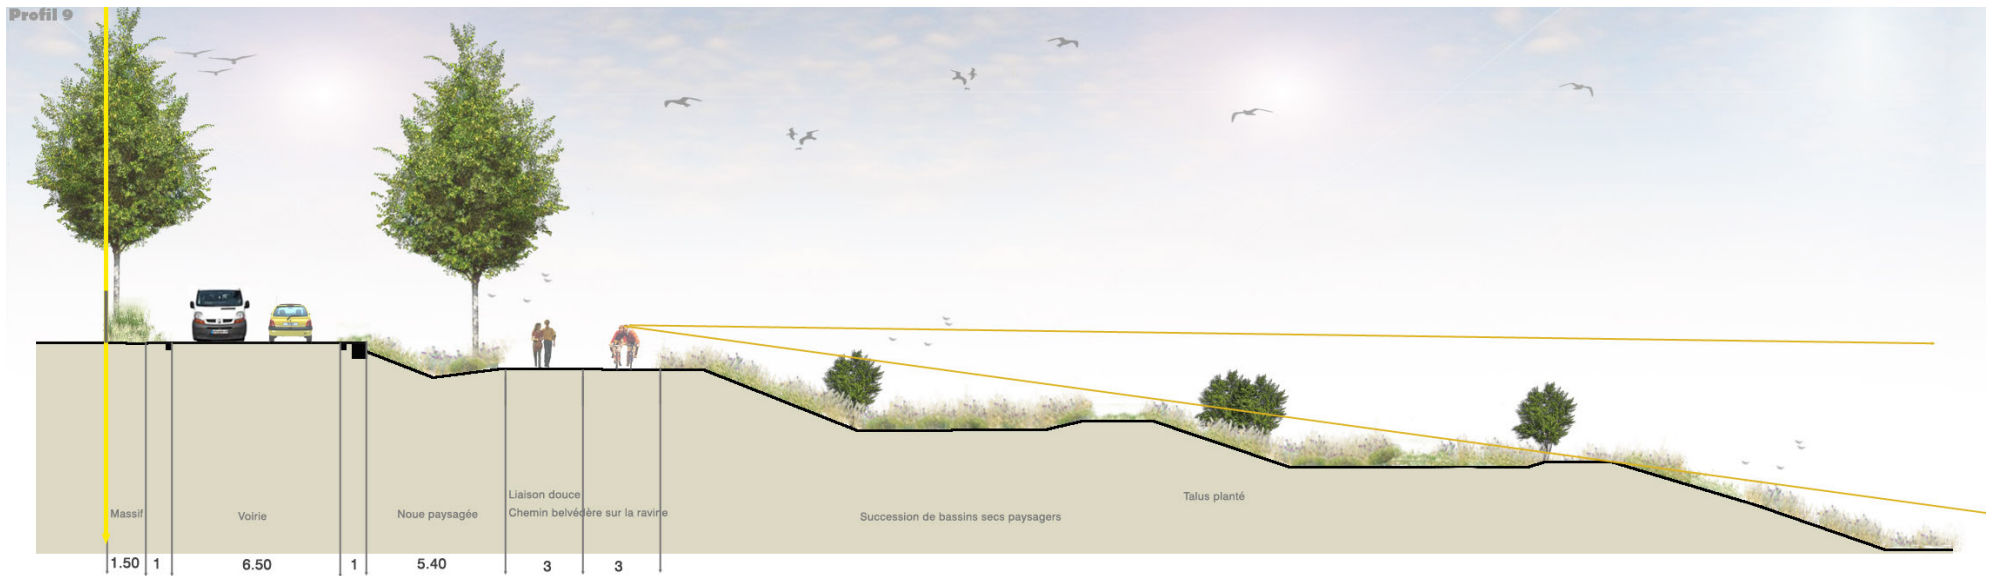 Profil 9
Liaison douce
Chemin belvédère sur la ravine
Massif
Voirie
Noue paysagée
Succession de bassins secs paysagers
Talus planté
1.50 1 6.50 1 5.40 3 3